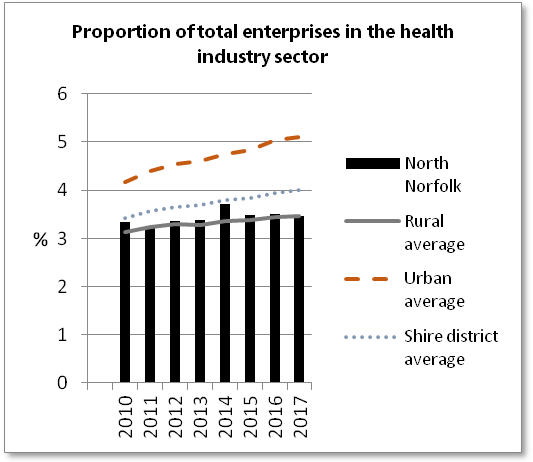 Proportion of total enterprises in the health
industry sector
6
5
4
3
2
1
0
%
2010
2011
2012
2013
2014
2015
2016
2017
North
Norfolk
Rural
average
Urban
average
Shire district
average